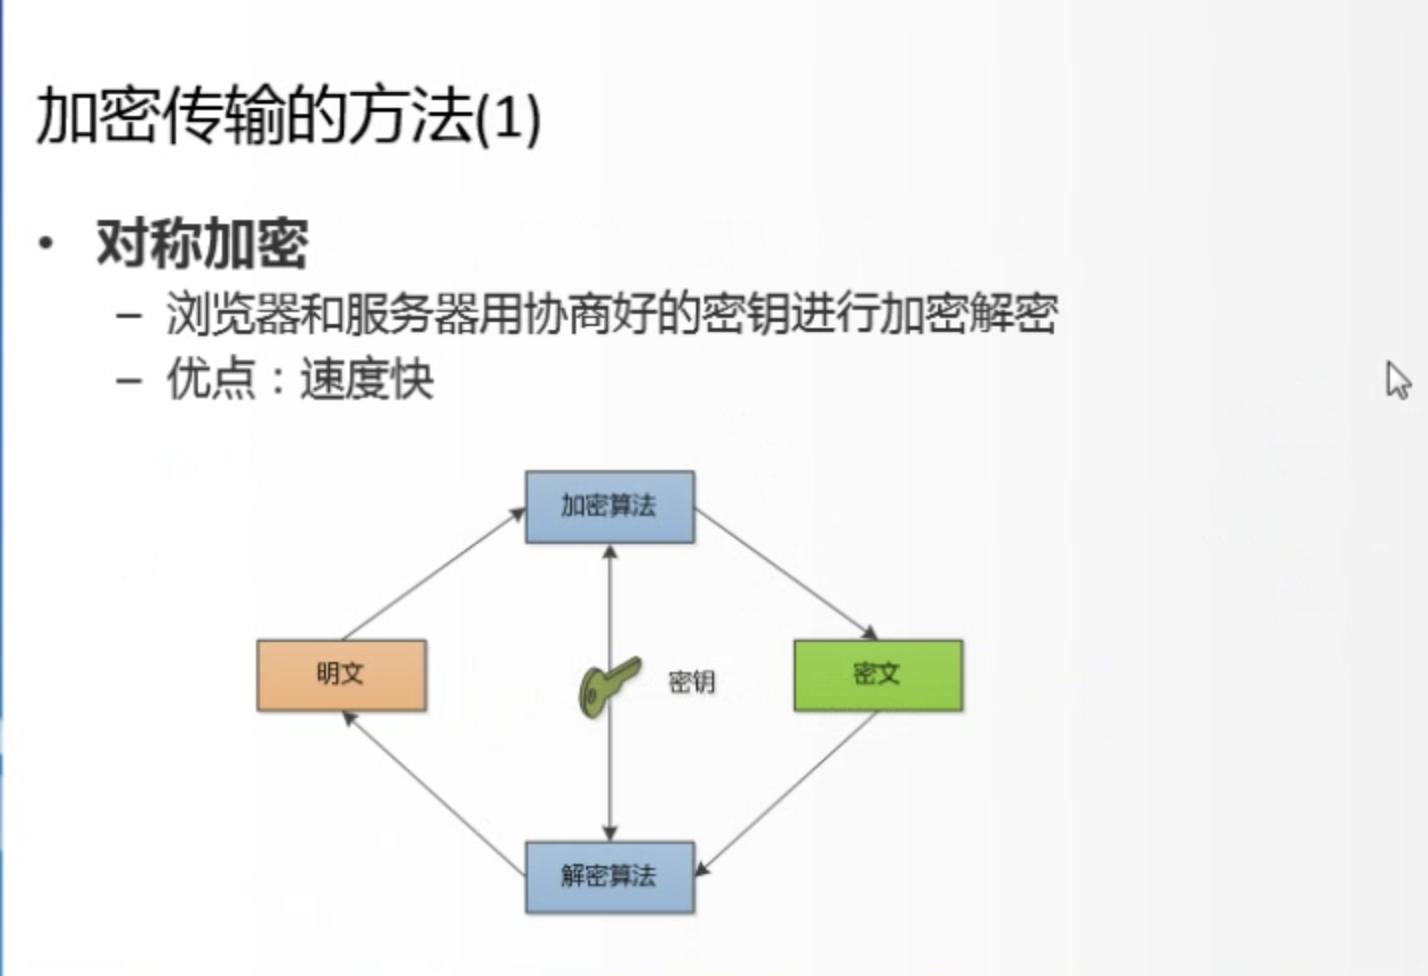 加密传输的方法(1)
• 对称加密
– 浏览器和服务器用协商好的密钥进行加密解密
– 优点：速度快
加密算法
明文
密钥
密文
解密算法